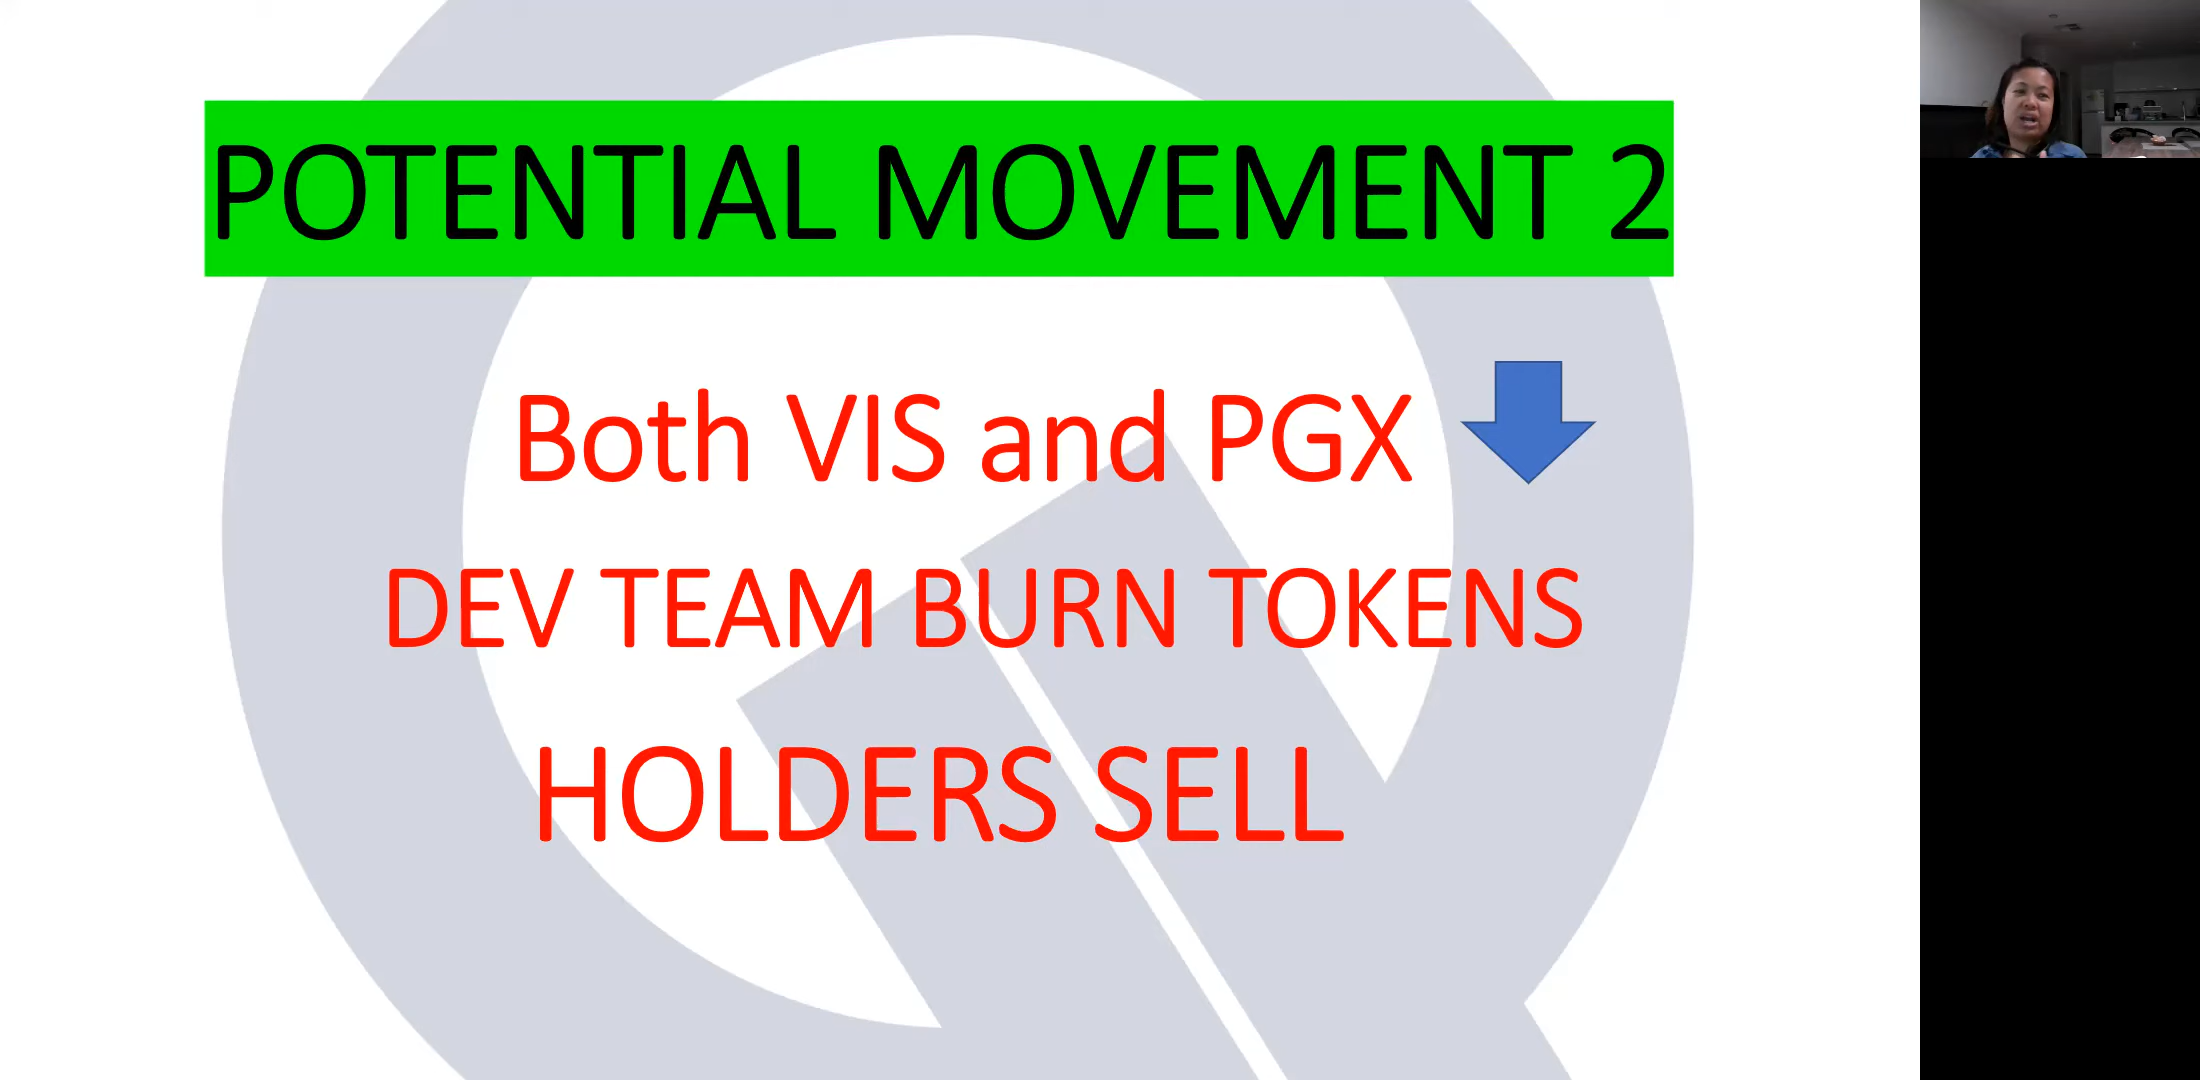 POTENTIAL MOVEMENT 2
Both VIS and PGX
DEV TEAM BURN TOKENS
HOLDERS SELL